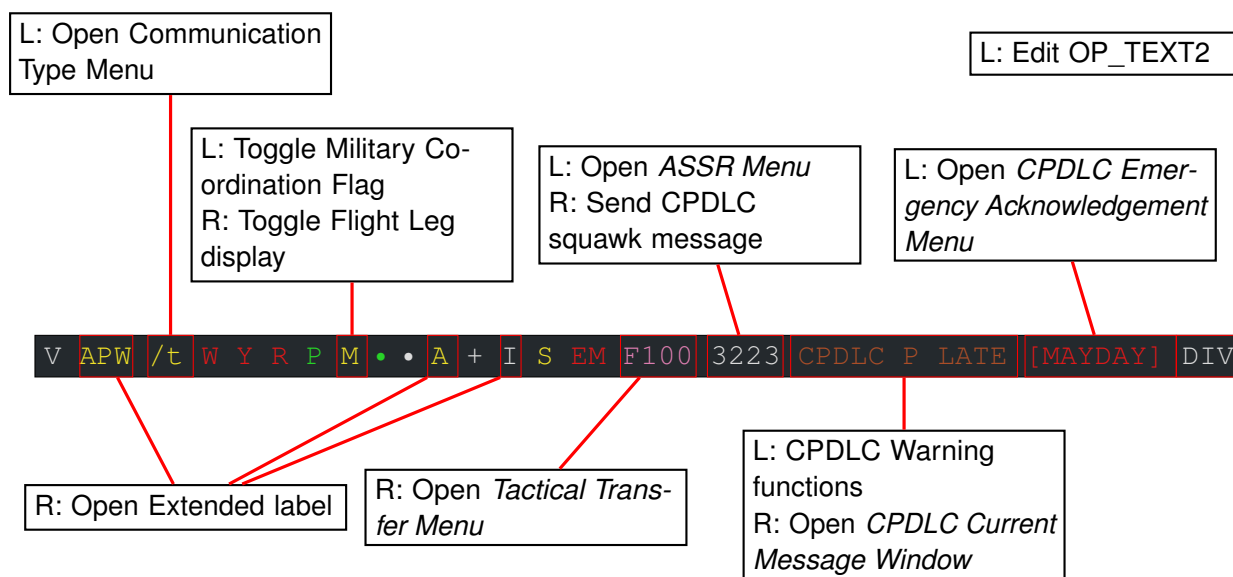 L: Open Communication
Type Menu
L: Edit OP_TEXT2
L: Toggle Military Co-
ordination Flag
R: Toggle Flight Leg
display
L: Open ASSR Menu
R: Send CPDLC
squawk message
L: Open CPDLC Emer-
gency Acknowledgement
Menu
V APW /t W Y R P M • • A + I S EM F100 3223 CPDLC P LATE [MAYDAY] DIV
R: Open Extended label
R: Open Tactical Trans-
fer Menu
L: CPDLC Warning
functions
R: Open CPDLC Current
Message Window